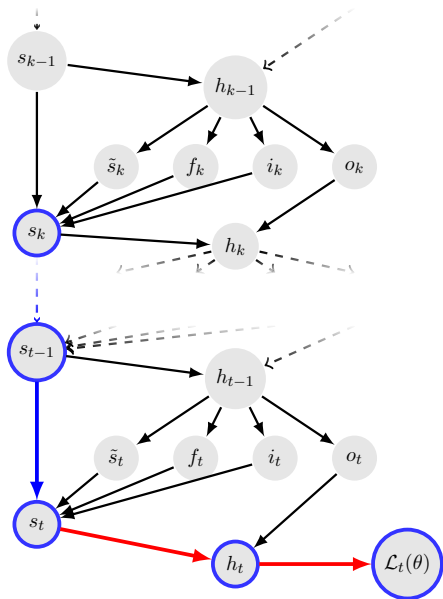 s_{k−1}
h_{k−1}
s̃_k f_k i_k o_k
s_k
h_k
s_{t−1}
h_{t−1}
s̃_t f_t i_t o_t
s_t
h_t ℒ_t(θ)